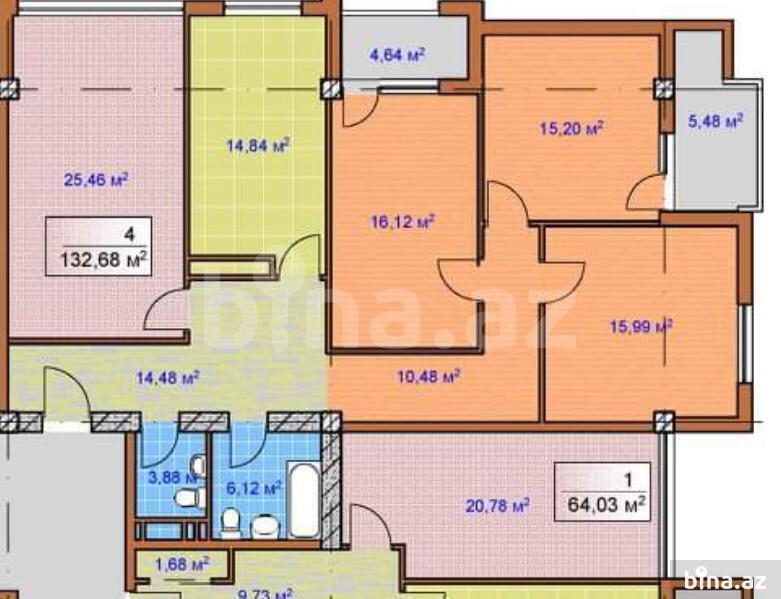 4,64 м²
5,48 м²
15,20 м²
14,84 м²
25,46 м²
16,12 м²
4
132,68 м²
bina.az
15,99 м²
14,48 м²
10,48 м²
3,88 м
6,12 м²
20,78 м²
1
64,03 м²
1,68 м²
9,73 м²
bina.az